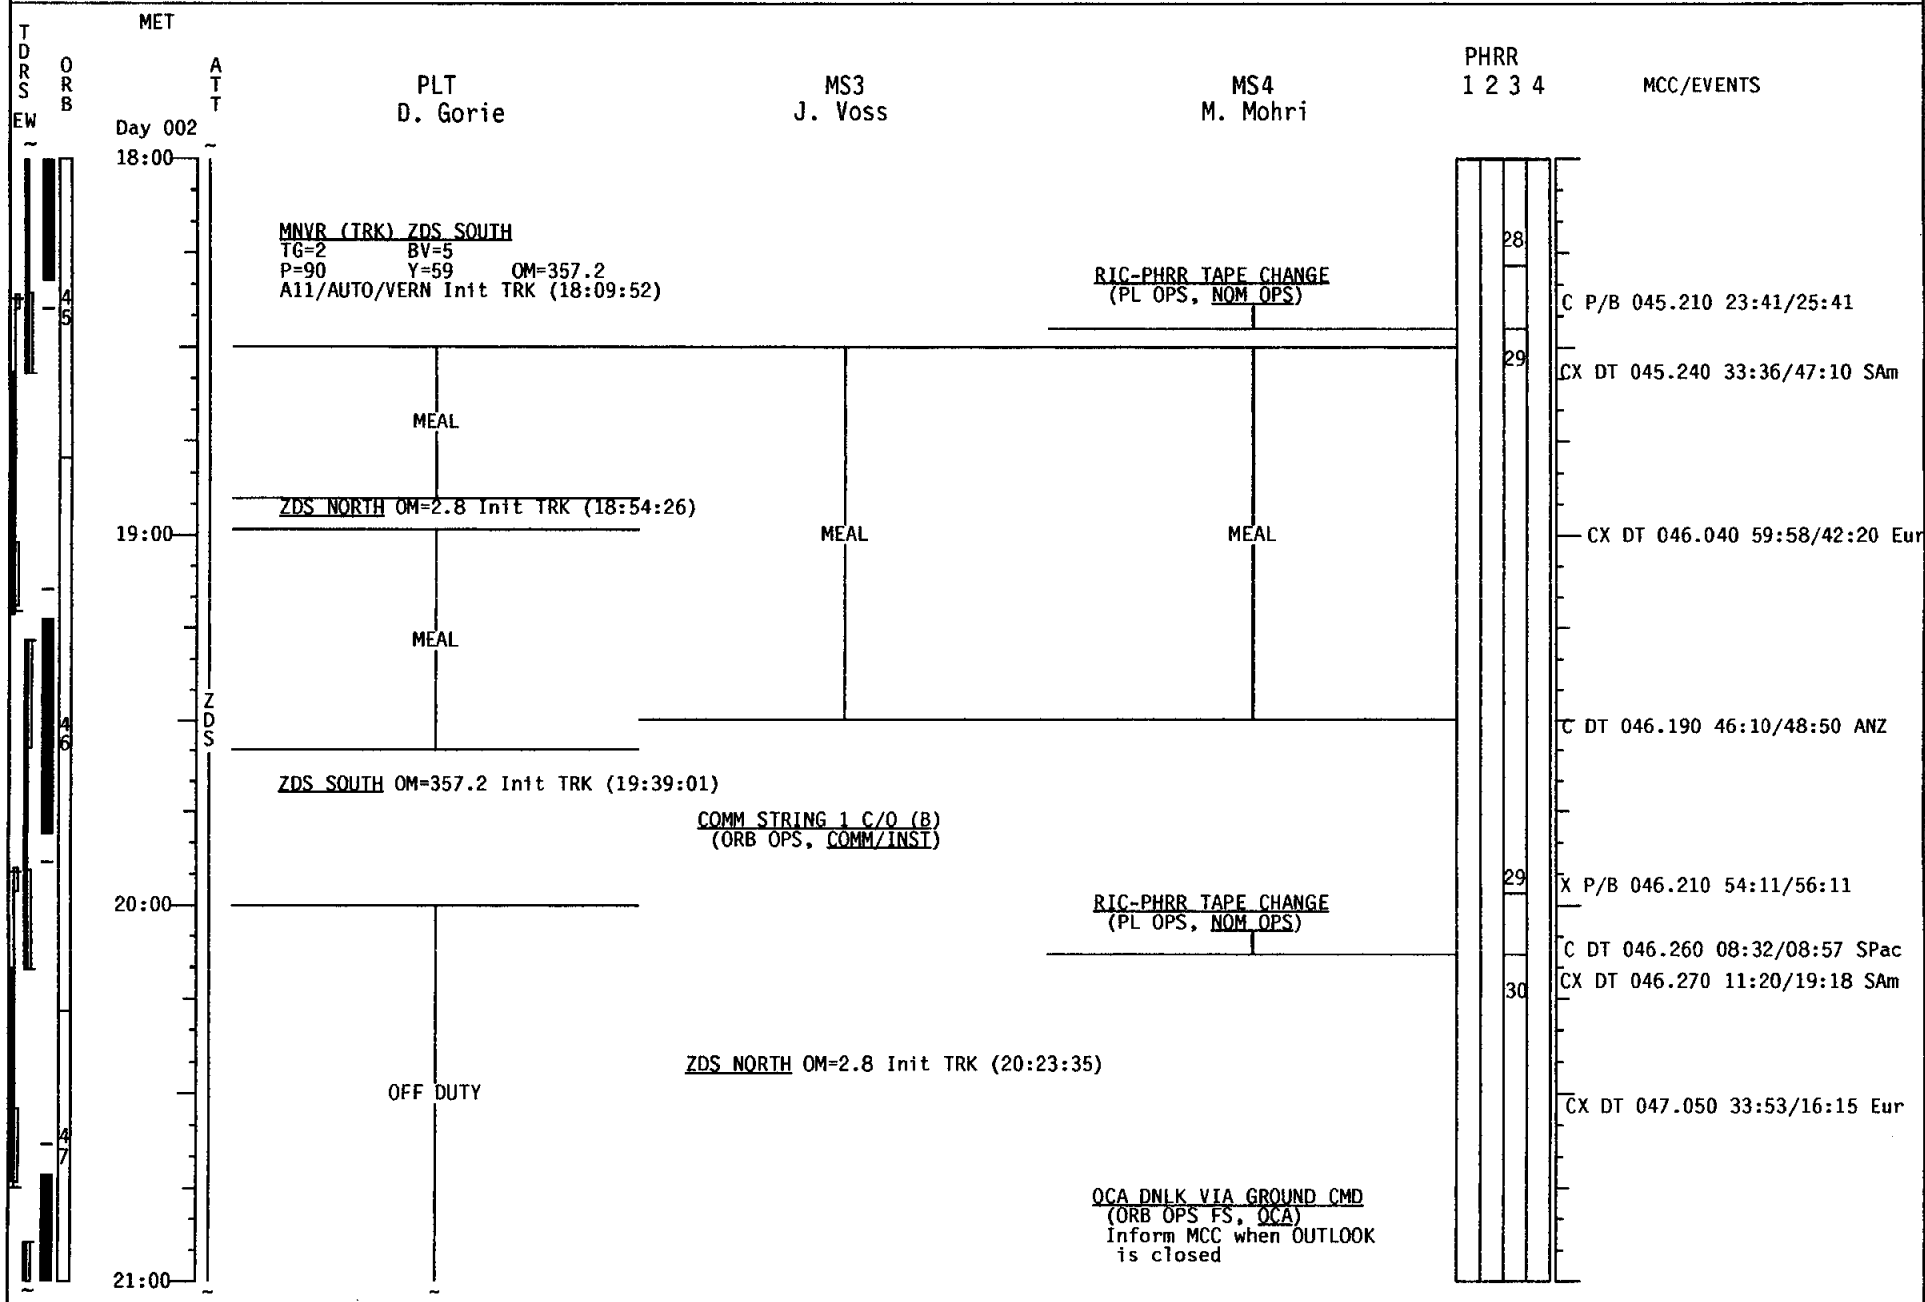 MET
TDRS
ORB
ATT
PHRR
PLT
MS3
MS4
1 2 3 4
MCC/EVENTS
D. Gorie
J. Voss
M. Mohri
EW
Day 002
~
~
18:00
MNVR (TRK) ZDS SOUTH
TG=2 BV=5
P=90 Y=59 OM=357.2
A11/AUTO/VERN Init TRK (18:09:52)
28
RIC-PHRR TAPE CHANGE
(PL OPS, NOM OPS)
45
C P/B 045.210 23:41/25:41
29
CX DT 045.240 33:36/47:10 SAm
MEAL
ZDS NORTH OM=2.8 Init TRK (18:54:26)
19:00
MEAL
MEAL
CX DT 046.040 59:58/42:20 Eur
MEAL
ZDS
46
C DT 046.190 46:10/48:50 ANZ
ZDS SOUTH OM=357.2 Init TRK (19:39:01)
COMM STRING 1 C/O (B)
(ORB OPS, COMM/INST)
29
X P/B 046.210 54:11/56:11
20:00
RIC-PHRR TAPE CHANGE
(PL OPS, NOM OPS)
C DT 046.260 08:32/08:57 SPac
CX DT 046.270 11:20/19:18 SAm
30
ZDS NORTH OM=2.8 Init TRK (20:23:35)
OFF DUTY
CX DT 047.050 33:53/16:15 Eur
47
OCA DNLK VIA GROUND CMD
(ORB OPS FS, OCA)
Inform MCC when OUTLOOK
is closed
21:00
~
~
~